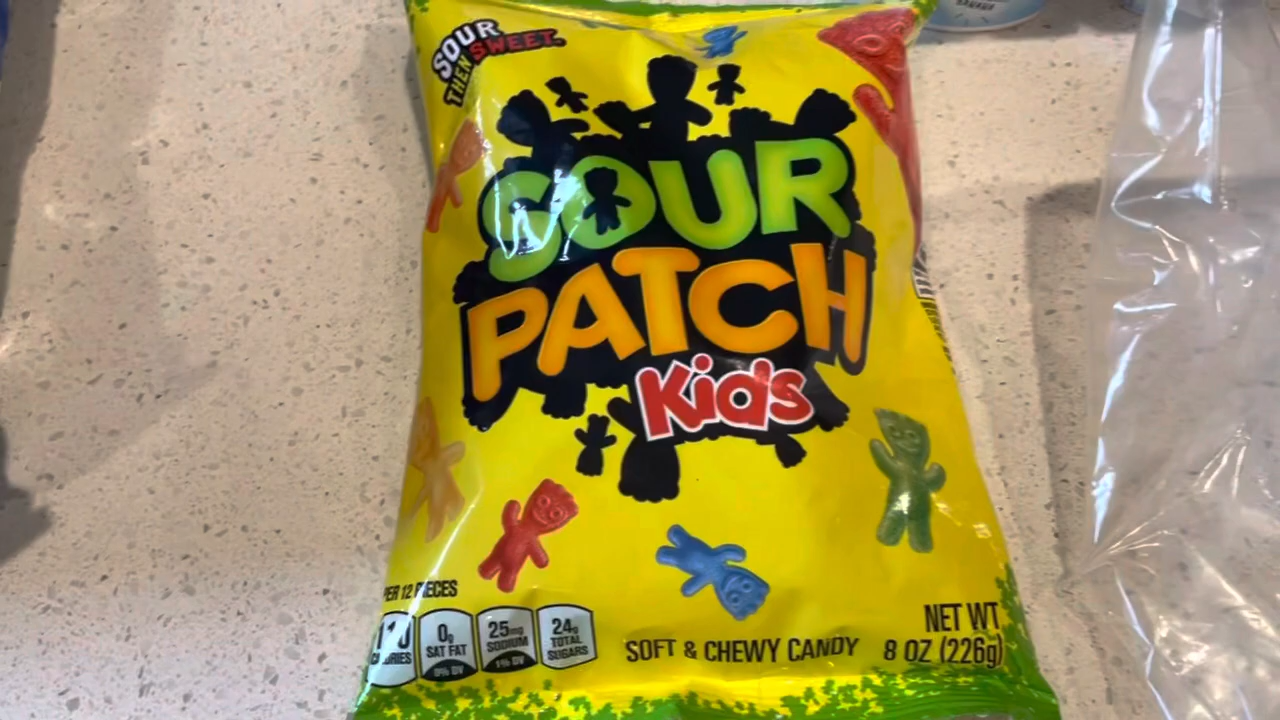 BANANA
SOUR
THEN SWEET.
SOUR
PATCH
Kids
PER 12 PIECES
CALORIES
0g
SAT FAT
0% DV
25mg
SODIUM
1% DV
24g
TOTAL
SUGARS
SOFT & CHEWY CANDY
NET WT
8 OZ (226g)